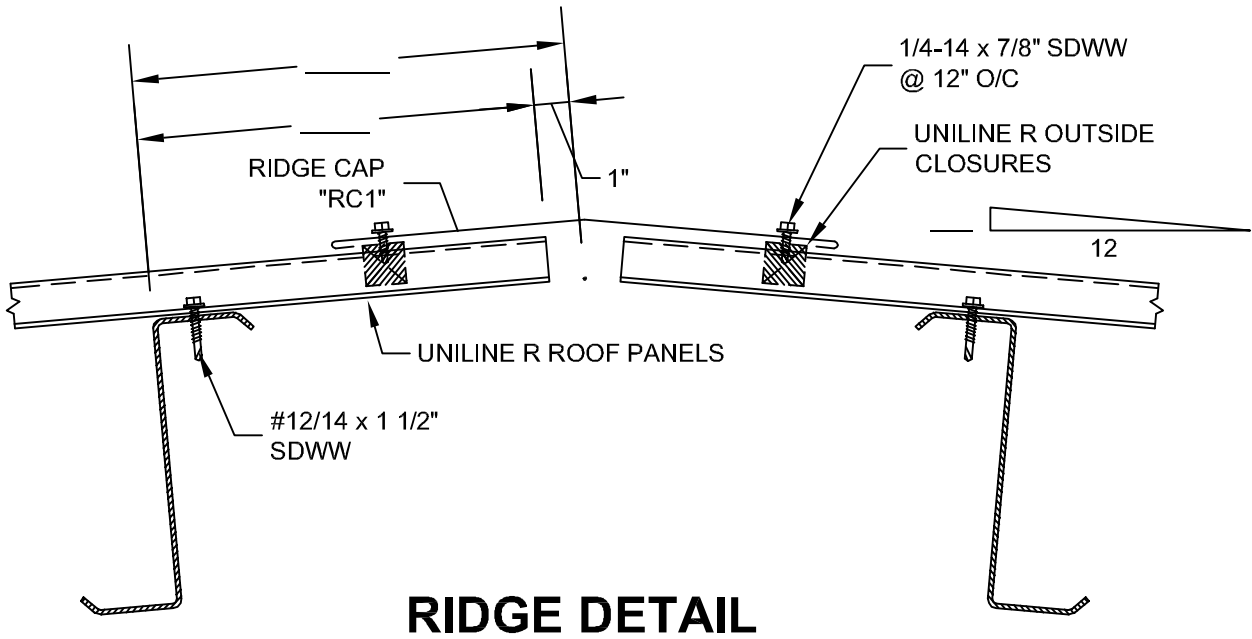 1/4-14 x 7/8" SDWW
@ 12" O/C
UNILINE R OUTSIDE
CLOSURES
RIDGE CAP
"RC1"
1"
12
UNILINE R ROOF PANELS
#12/14 x 1 1/2"
SDWW
RIDGE DETAIL